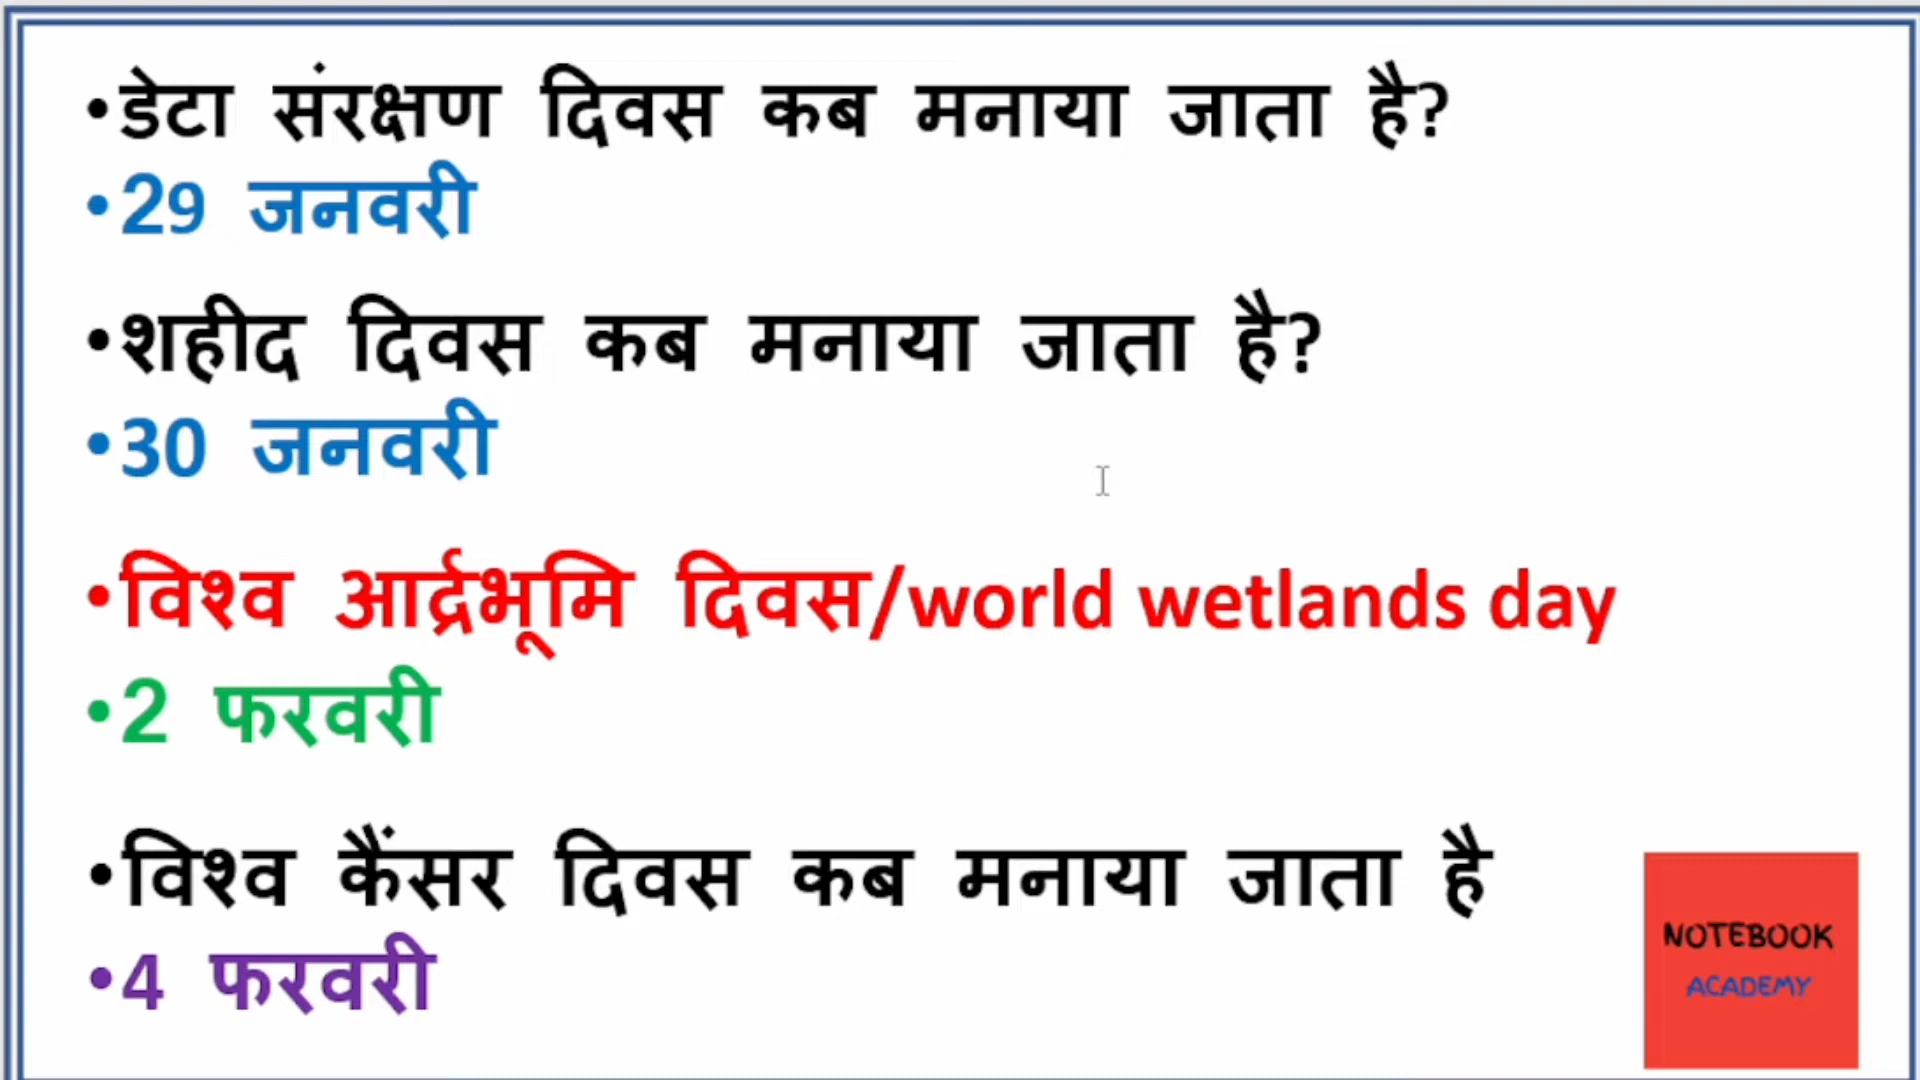 •डेटा संरक्षण दिवस कब मनाया जाता है?
•29 जनवरी
•शहीद दिवस कब मनाया जाता है?
•30 जनवरी
•विश्व आर्द्रभूमि दिवस/world wetlands day
•2 फरवरी
•विश्व कैंसर दिवस कब मनाया जाता है
•4 फरवरी
NOTEBOOK
ACADEMY